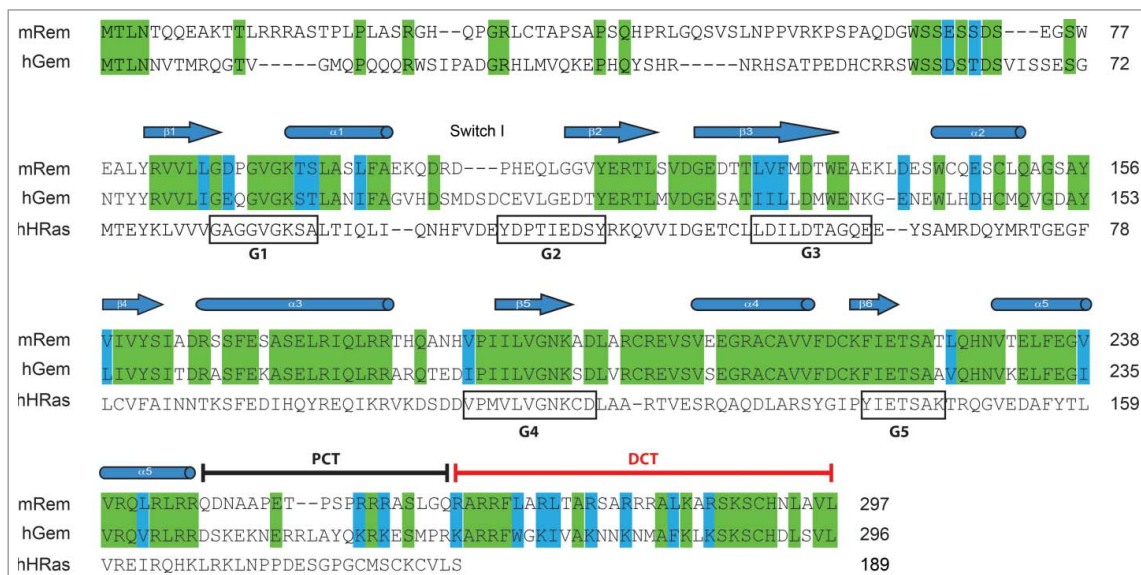 mRem MTLNTQQEAKTTLRRRASTPLPLASRGH--QPGRLCTAPSAPSQHPRLGQSVSLNPPVRKPSPAQDGWSSESSDS---EGSW 77
hGem MTLNNVTMRQGTV-----GMQPQQQRWSIPADGRHLMVQKEPHQYSHR----NRHSATPEDHCRRSWSSDSTDSVISSESG 72
β1 α1 Switch I β2 β3 α2
mRem EALYRVVLLGDPGVGKTSLASLFAEKQDRD---PHEQLGGVYERTLSVDGEDTTLVFMDTWEAEKLDESWCQESCLQAGSAY 156
hGem NTYYRVVLIGEQGVGKSTLANIFAGVHDSMDSDCEVLGEDTYERTLMVDGESATIILLDMWENKG-ENEWLHDHCMQVGDAY 153
hHRas MTEYKLVVVGAGGVGKSALTIQLI--QNHFVDEYDPTIEDSYRKQVVIDGETCLLDILDTAGQEE--YSAMRDQYMRTGEGF 78
G1 G2 G3
β4 α3 β5 α4 β6 α5
mRem VIVYSIADRSSFESASELRIQLRRTHQANHVPIILVGNKADLARCREVSVEEGRACAVVFDCKFIETSATLQHNVTELFEGV 238
hGem LIVYSITDRASFEKASELRIQLRRARQTEDIPIILVGNKSDLVRCREVSVSEGRACAVVFDCKFIETSAAVQHNVKELFEGI 235
hHRas LCVFAINNTKSFEDIHQYREQIKRVKDSDDVPMVLVGNKCDLAA-RTVESRQAQDLARSYGIPYIETSAKTRQGVEDAFYTL 159
G4 G5
α5 PCT DCT
mRem VRQLRLRRQDNAAPET--PSPRRRASLGQRARRFLARLTARSARRRALKARSKSCHNLAVL 297
hGem VRQVRLRRDSKEKNERRLAYQKRKESMPRKARRFWGKIVAKNNKNMAFKLKSKSCHDLSVL 296
hHRas VREIRQHKLRKLNPPDESGPGCMSCKCVLS 189